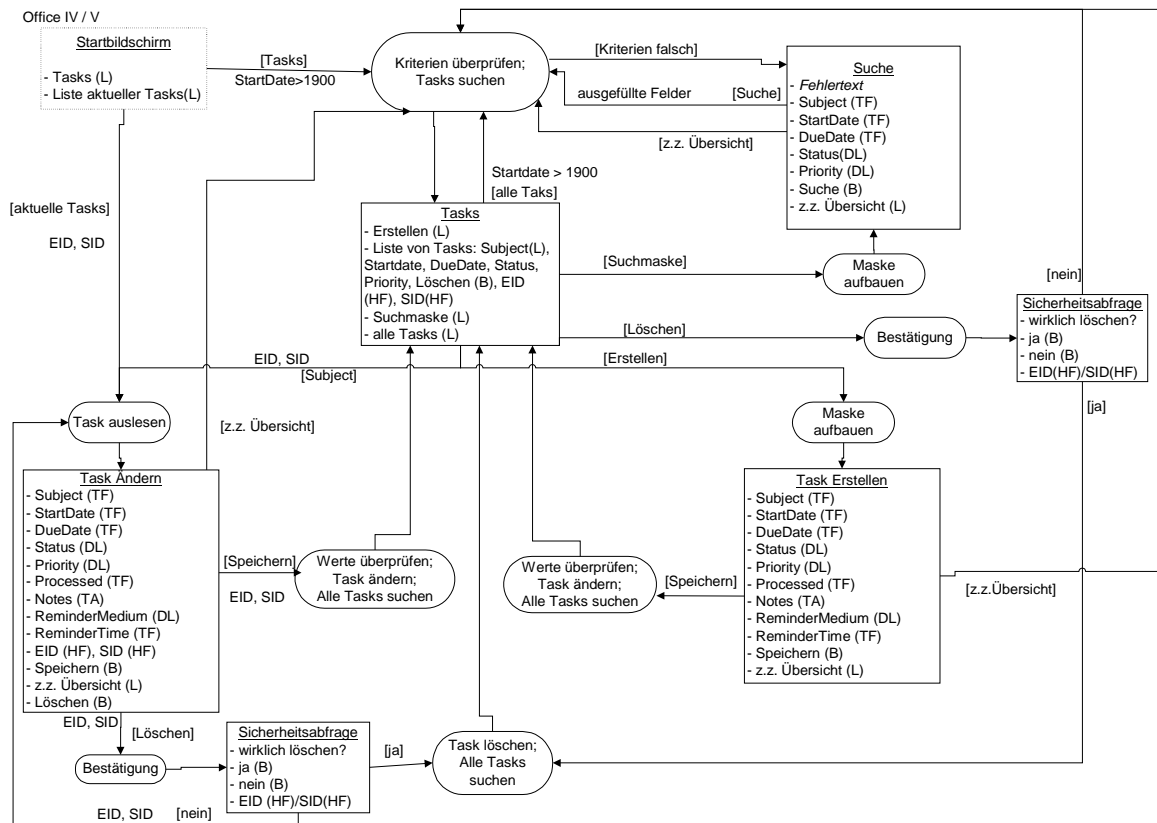 Office IV / V
Startbildschirm
- Tasks (L)
- Liste aktueller Tasks(L)
[Tasks]
StartDate>1900
Kriterien überprüfen;
Tasks suchen
[Kriterien falsch]
ausgefüllte Felder
[Suche]
[z.z. Übersicht]
Suche
- Fehlertext
- Subject (TF)
- StartDate (TF)
- DueDate (TF)
- Status(DL)
- Priority (DL)
- Suche (B)
- z.z. Übersicht (L)
[aktuelle Tasks]
EID, SID
Startdate > 1900
[alle Taks]
Tasks
- Erstellen (L)
- Liste von Tasks: Subject(L),
Startdate, DueDate, Status,
Priority, Löschen (B), EID
(HF), SID(HF)
- Suchmaske (L)
- alle Tasks (L)
[Suchmaske]
Maske
aufbauen
[nein]
[Löschen]
Bestätigung
Sicherheitsabfrage
- wirklich löschen?
- ja (B)
- nein (B)
- EID(HF)/SID(HF)
[ja]
EID, SID
[Subject]
[Erstellen]
Task auslesen
[z.z. Übersicht]
Maske
aufbauen
Task Ändern
- Subject (TF)
- StartDate (TF)
- DueDate (TF)
- Status (DL)
- Priority (DL)
- Processed (TF)
- Notes (TA)
- ReminderMedium (DL)
- ReminderTime (TF)
- EID (HF), SID (HF)
- Speichern (B)
- z.z. Übersicht (L)
- Löschen (B)
[Speichern]
EID, SID
Werte überprüfen;
Task ändern;
Alle Tasks suchen
Werte überprüfen;
Task ändern;
Alle Tasks suchen
[Speichern]
Task Erstellen
- Subject (TF)
- StartDate (TF)
- DueDate (TF)
- Status (DL)
- Priority (DL)
- Processed (TF)
- Notes (TA)
- ReminderMedium (DL)
- ReminderTime (TF)
- Speichern (B)
- z.z. Übersicht (L)
[z.z.Übersicht]
EID, SID
[Löschen]
Bestätigung
Sicherheitsabfrage
- wirklich löschen?
- ja (B)
- nein (B)
- EID (HF)/SID(HF)
[ja]
Task löschen;
Alle Tasks
suchen
EID, SID
[nein]